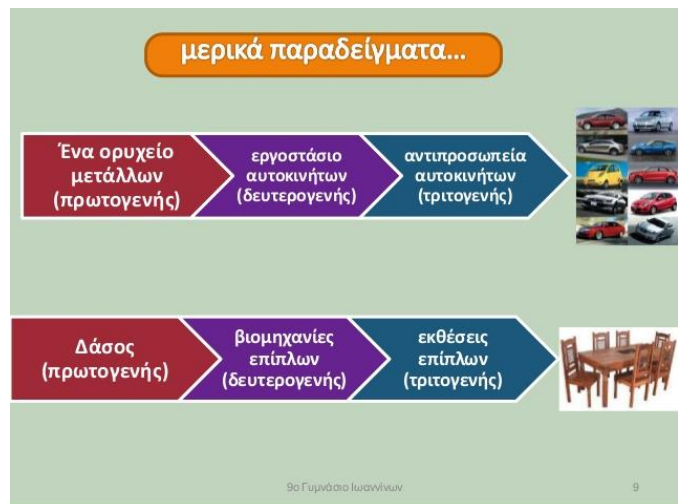 μερικά παραδείγματα...
Ένα ορυχείο
μετάλλων
(πρωτογενής)
εργοστάσιο
αυτοκινήτων
(δευτερογενής)
αντιπροσωπεία
αυτοκινήτων
(τριτογενής)
Δάσος
(πρωτογενής)
βιομηχανίες
επίπλων
(δευτερογενής)
εκθέσεις
επίπλων
(τριτογενής)
9ο Γυμνάσιο Ιωαννίνων
9